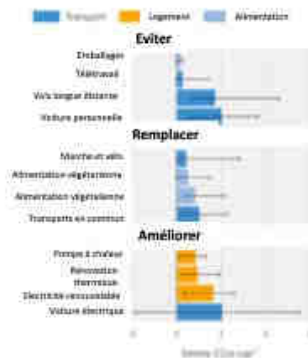 Transport Logement Alimentation
Eviter
Emballages
Télétravail
Vols longue distance
Voiture personnelle
Remplacer
Marche et vélo
Alimentation végétarienne
Alimentation végétalienne
Transports en commun
Améliorer
Pompe à chaleur
Rénovation
thermique
Electricité renouvelable
Voiture électrique